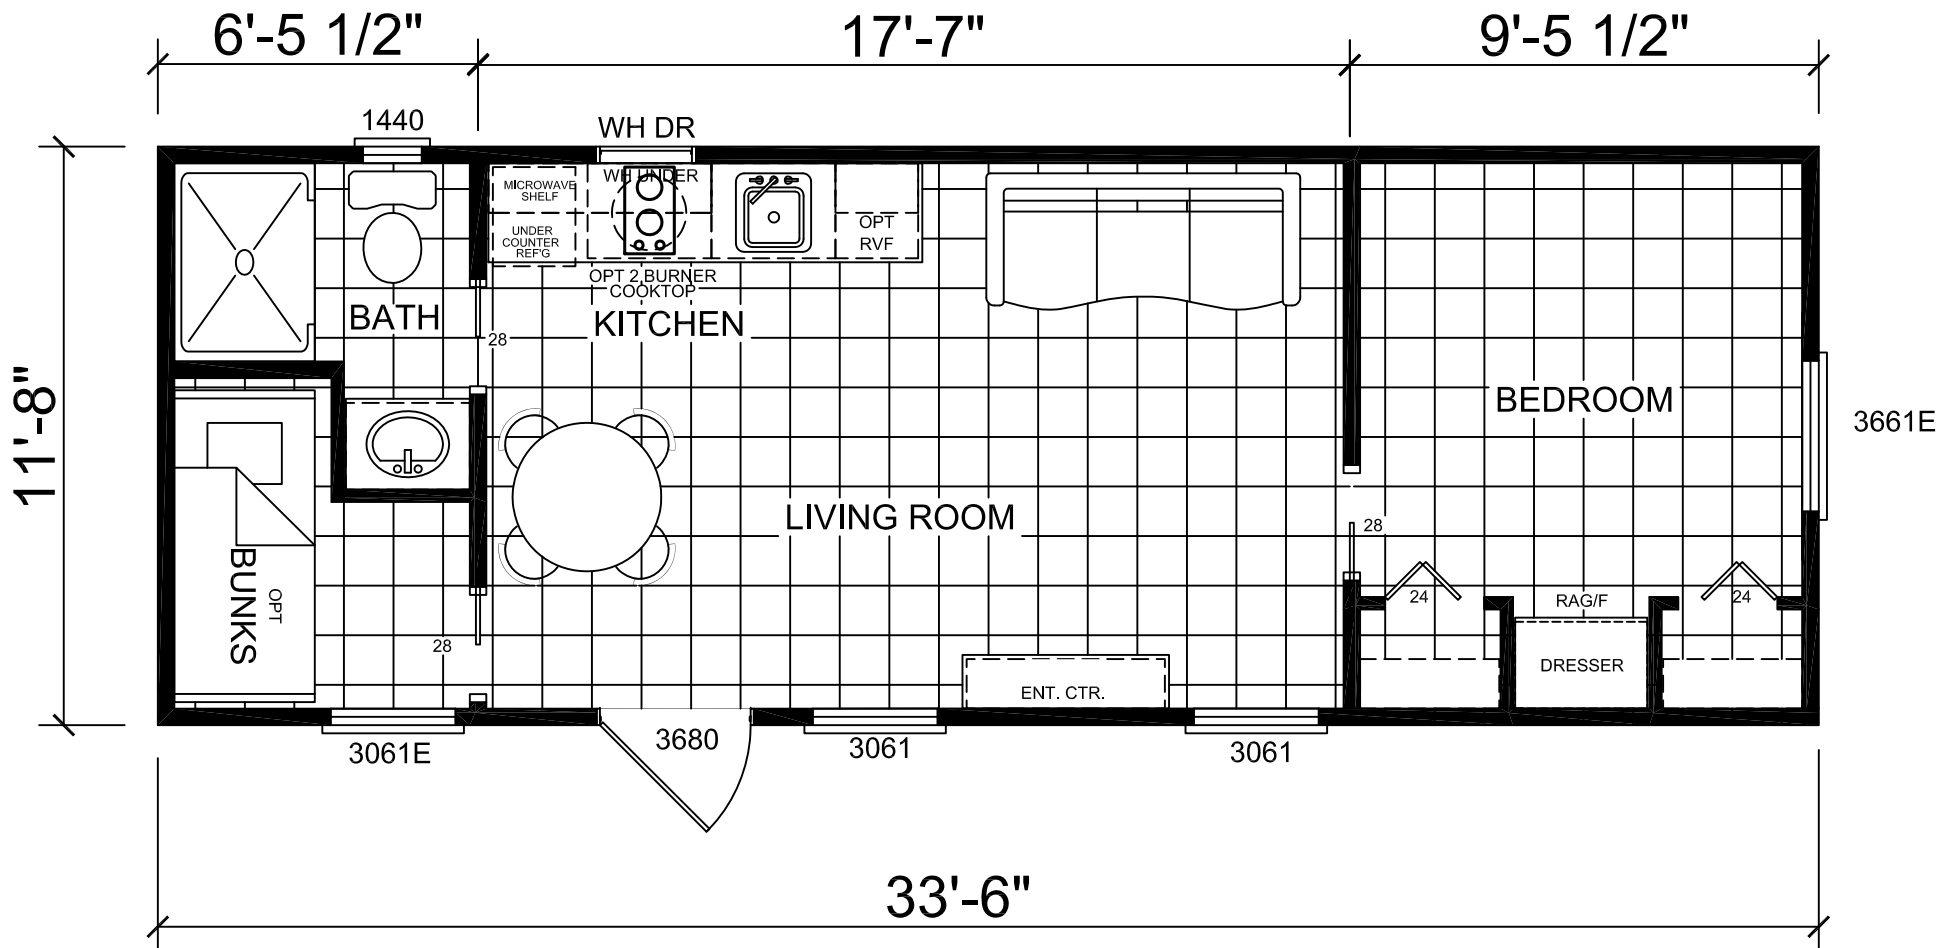 6'-5 1/2"
17'-7"
9'-5 1/2"
1440
WH DR
WH UNDER
MICROWAVE
SHELF
UNDER
COUNTER
REF'G
OPT
RVF
OPT 2 BURNER
COOKTOP
BATH
KITCHEN
28
11'-8"
BEDROOM
3661E
LIVING ROOM
28
OPT
BUNKS
28
24
RAG/F
24
DRESSER
ENT. CTR.
3061E
3680
3061
3061
33'-6"